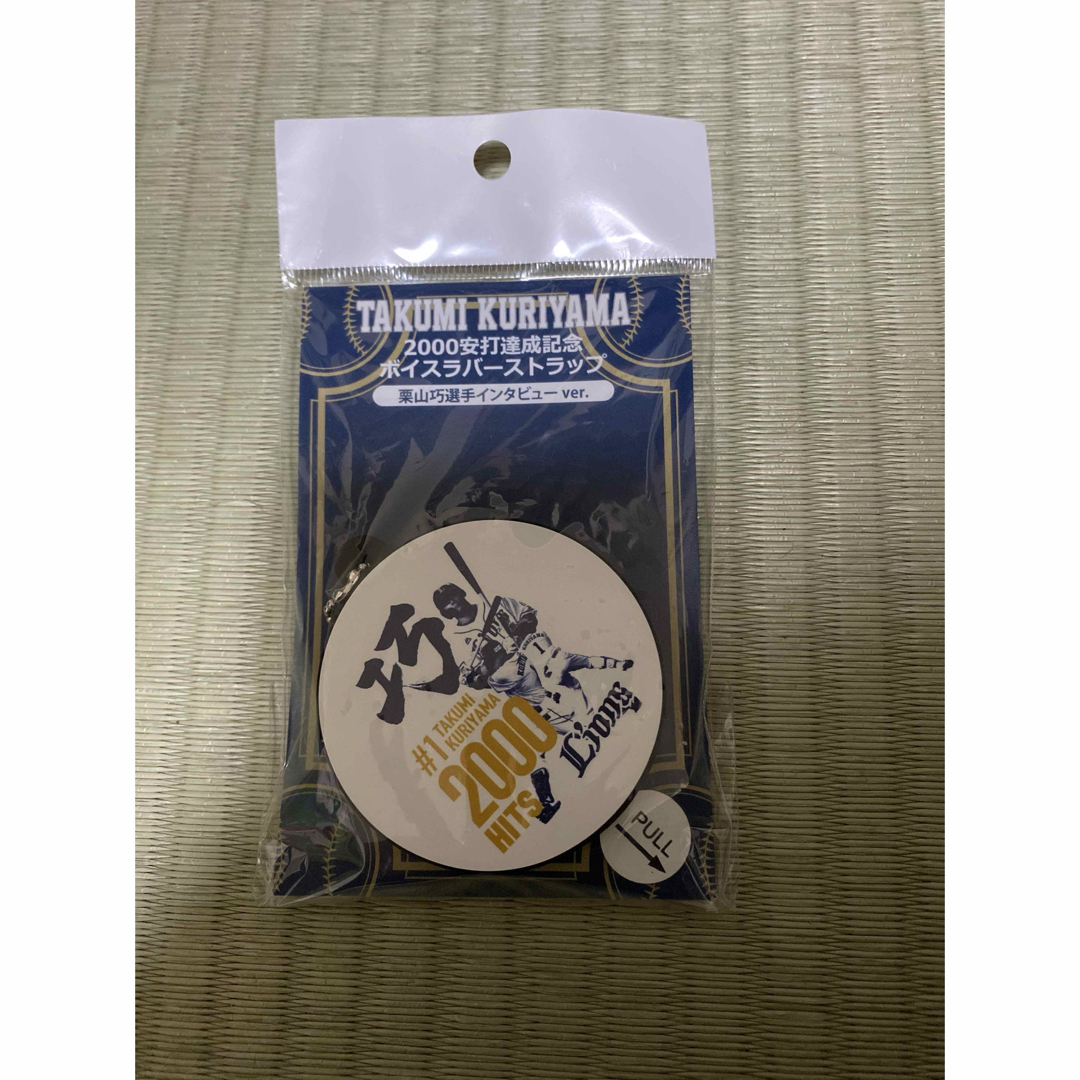 TAKUMI KURIYAMA
2000安打達成記念
ボイスラバーストラップ
栗山巧選手インタビュー ver.
巧
KURIYAMA
1
#1 TAKUMI
KURIYAMA
2000
HITS
Lions
PULL